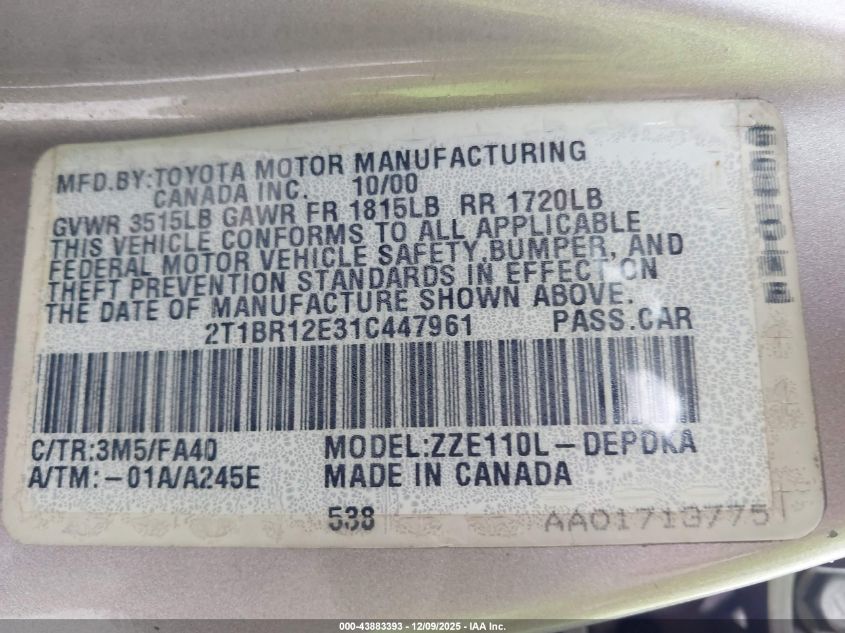 MFD.BY:TOYOTA MOTOR MANUFACTURING
CANADA INC. 10/00
GVWR 3515LB GAWR FR 1815LB RR 1720LB
THIS VEHICLE CONFORMS TO ALL APPLICABLE
FEDERAL MOTOR VEHICLE SAFETY,BUMPER, AND
THEFT PREVENTION STANDARDS IN EFFECT ON
THE DATE OF MANUFACTURE SHOWN ABOVE.
2T1BR12E31C447961 PASS.CAR
C/TR:3M5/FA40 MODEL:ZZE110L-DEPDKA
A/TM:-01A/A245E MADE IN CANADA
538 AA01713775
000-43883393 - 12/09/2025 - IAA Inc.